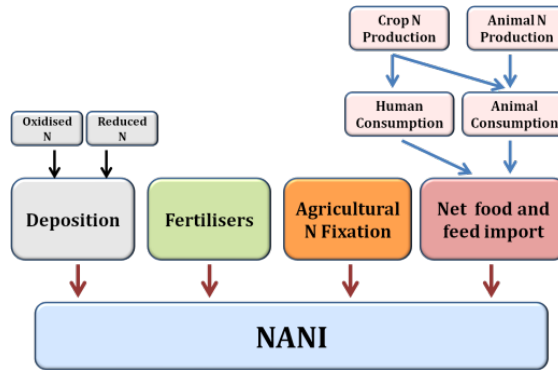 Crop N
Production
Animal N
Production
Human
Consumption
Animal
Consumption
Oxidised
N
Reduced
N
Deposition
Fertilisers
Agricultural
N Fixation
Net food and
feed import
NANI